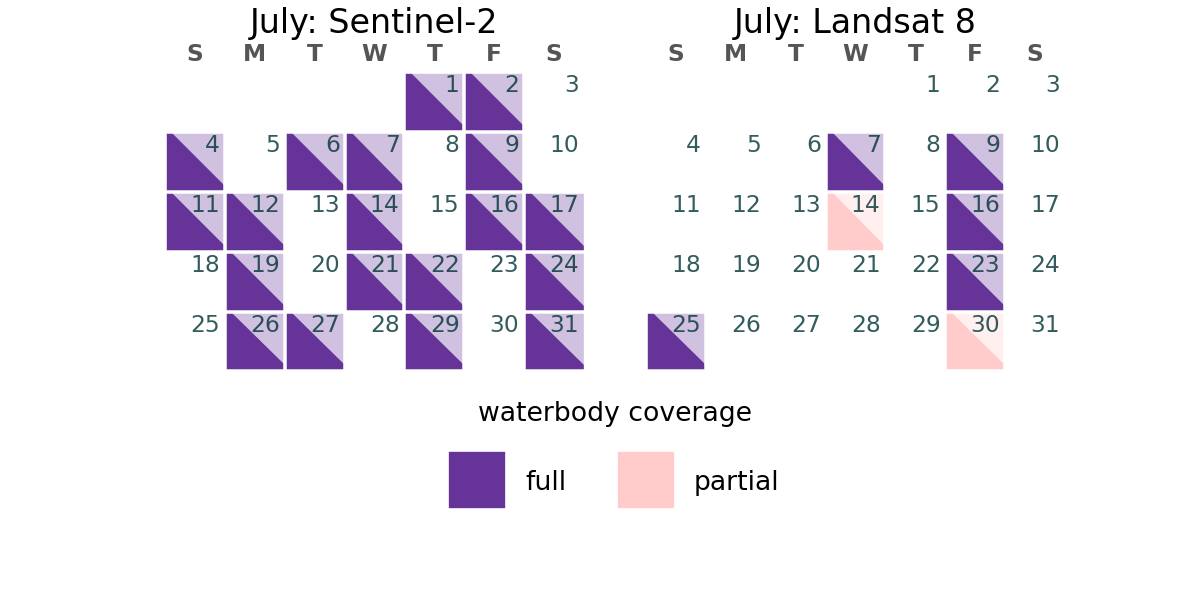 July: Sentinel-2
S M T W T F S
1 2 3
4 5 6 7 8 9 10
11 12 13 14 15 16 17
18 19 20 21 22 23 24
25 26 27 28 29 30 31
July: Landsat 8
S M T W T F S
1 2 3
4 5 6 7 8 9 10
11 12 13 14 15 16 17
18 19 20 21 22 23 24
25 26 27 28 29 30 31
waterbody coverage
full partial